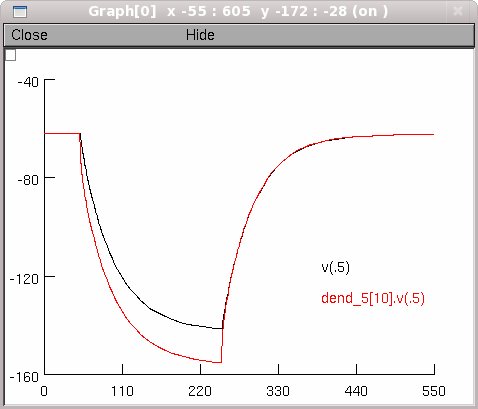 Graph[0] x -55 : 605 y -172 : -28 (on )
Close Hide
-40
-80
-120
-160
v(.5)
dend_5[10].v(.5)
0 110 220 330 440 550